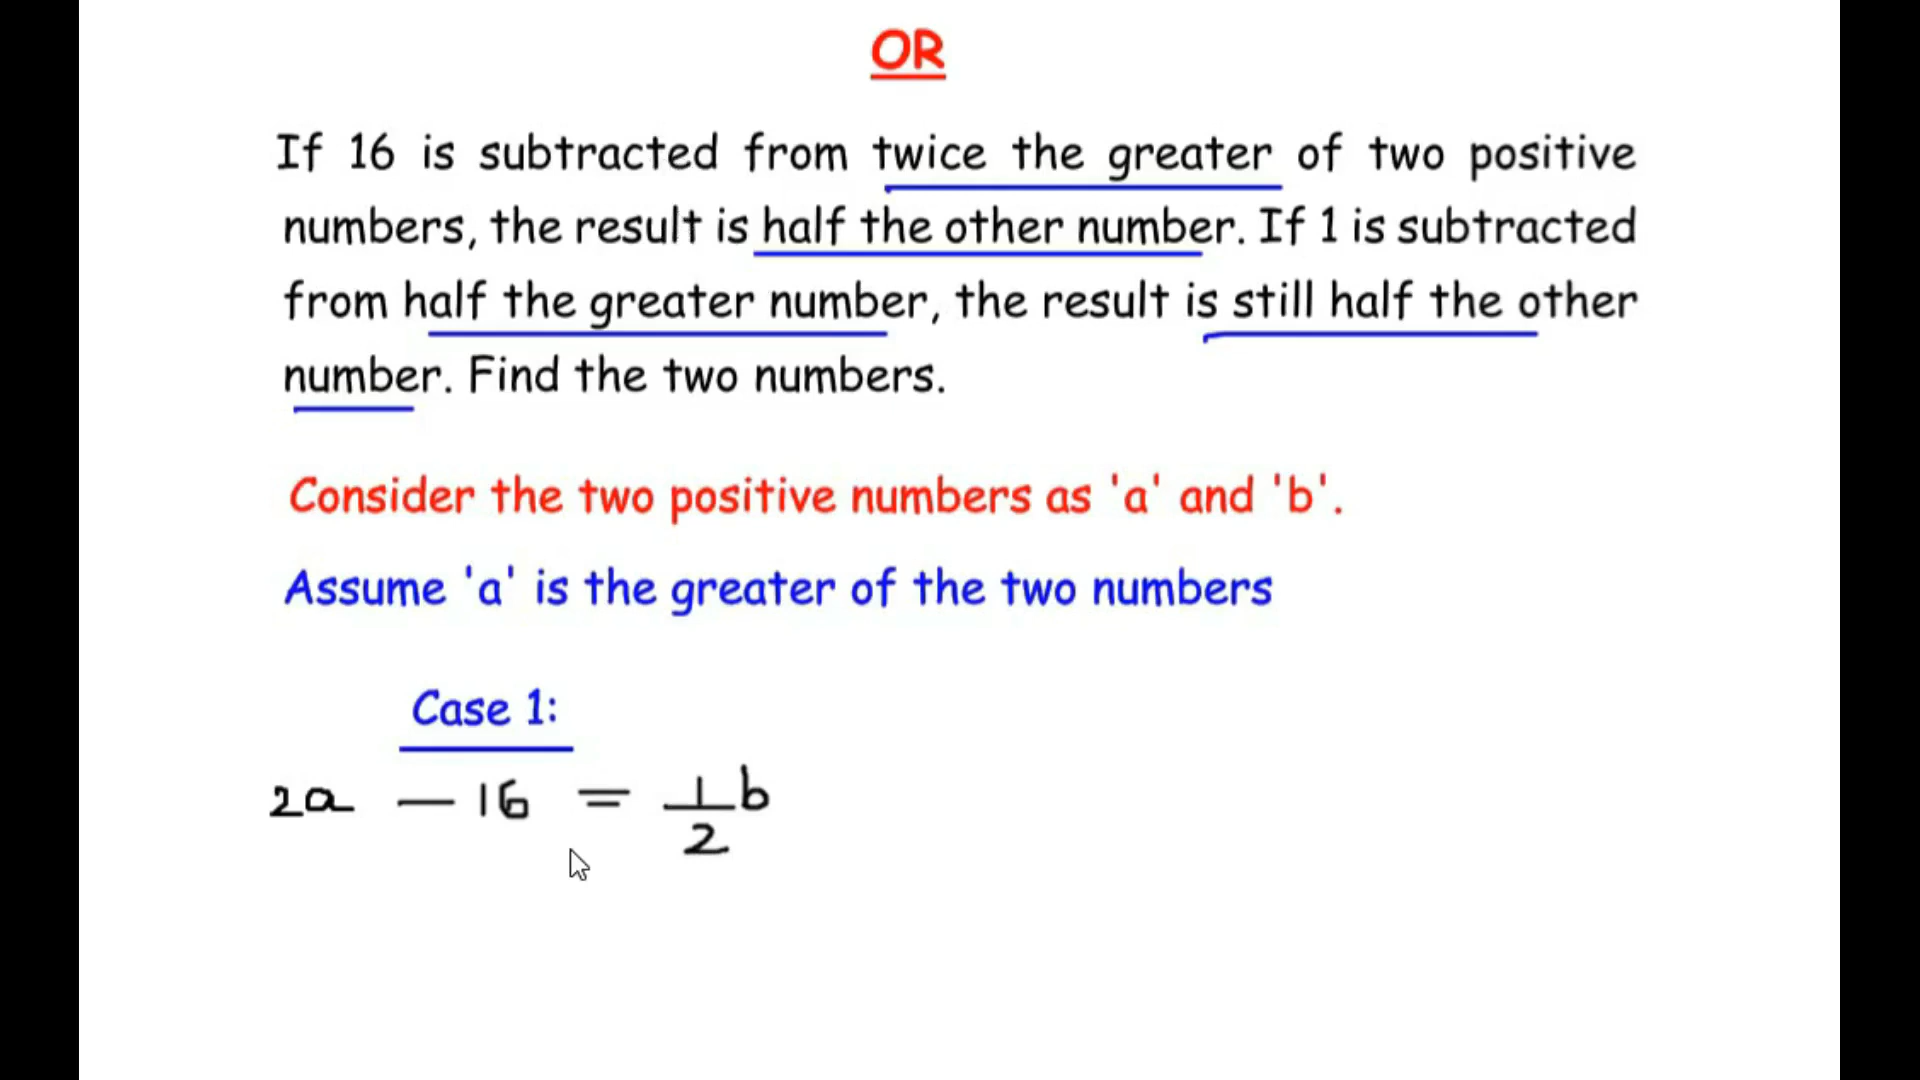 OR
If 16 is subtracted from twice the greater of two positive
numbers, the result is half the other number. If 1 is subtracted
from half the greater number, the result is still half the other
number. Find the two numbers.
Consider the two positive numbers as 'a' and 'b'.
Assume 'a' is the greater of the two numbers
Case 1:
2a — 16 = 1/2 b